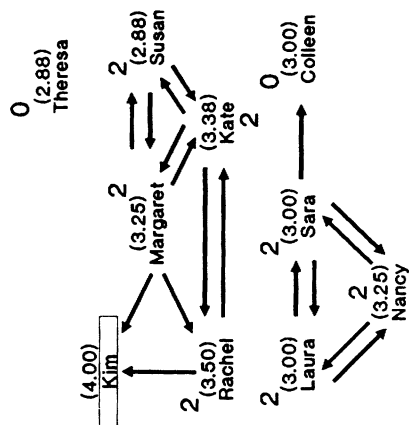 0
(2.88)
Theresa
2
(2.88)
Susan
2
(3.25)
Margaret
(3.38)
Kate
2
(4.00)
Kim
2
(3.50)
Rachel
0
(3.00)
Colleen
2
(3.00)
Sara
2
(3.00)
Laura
2
(3.25)
Nancy